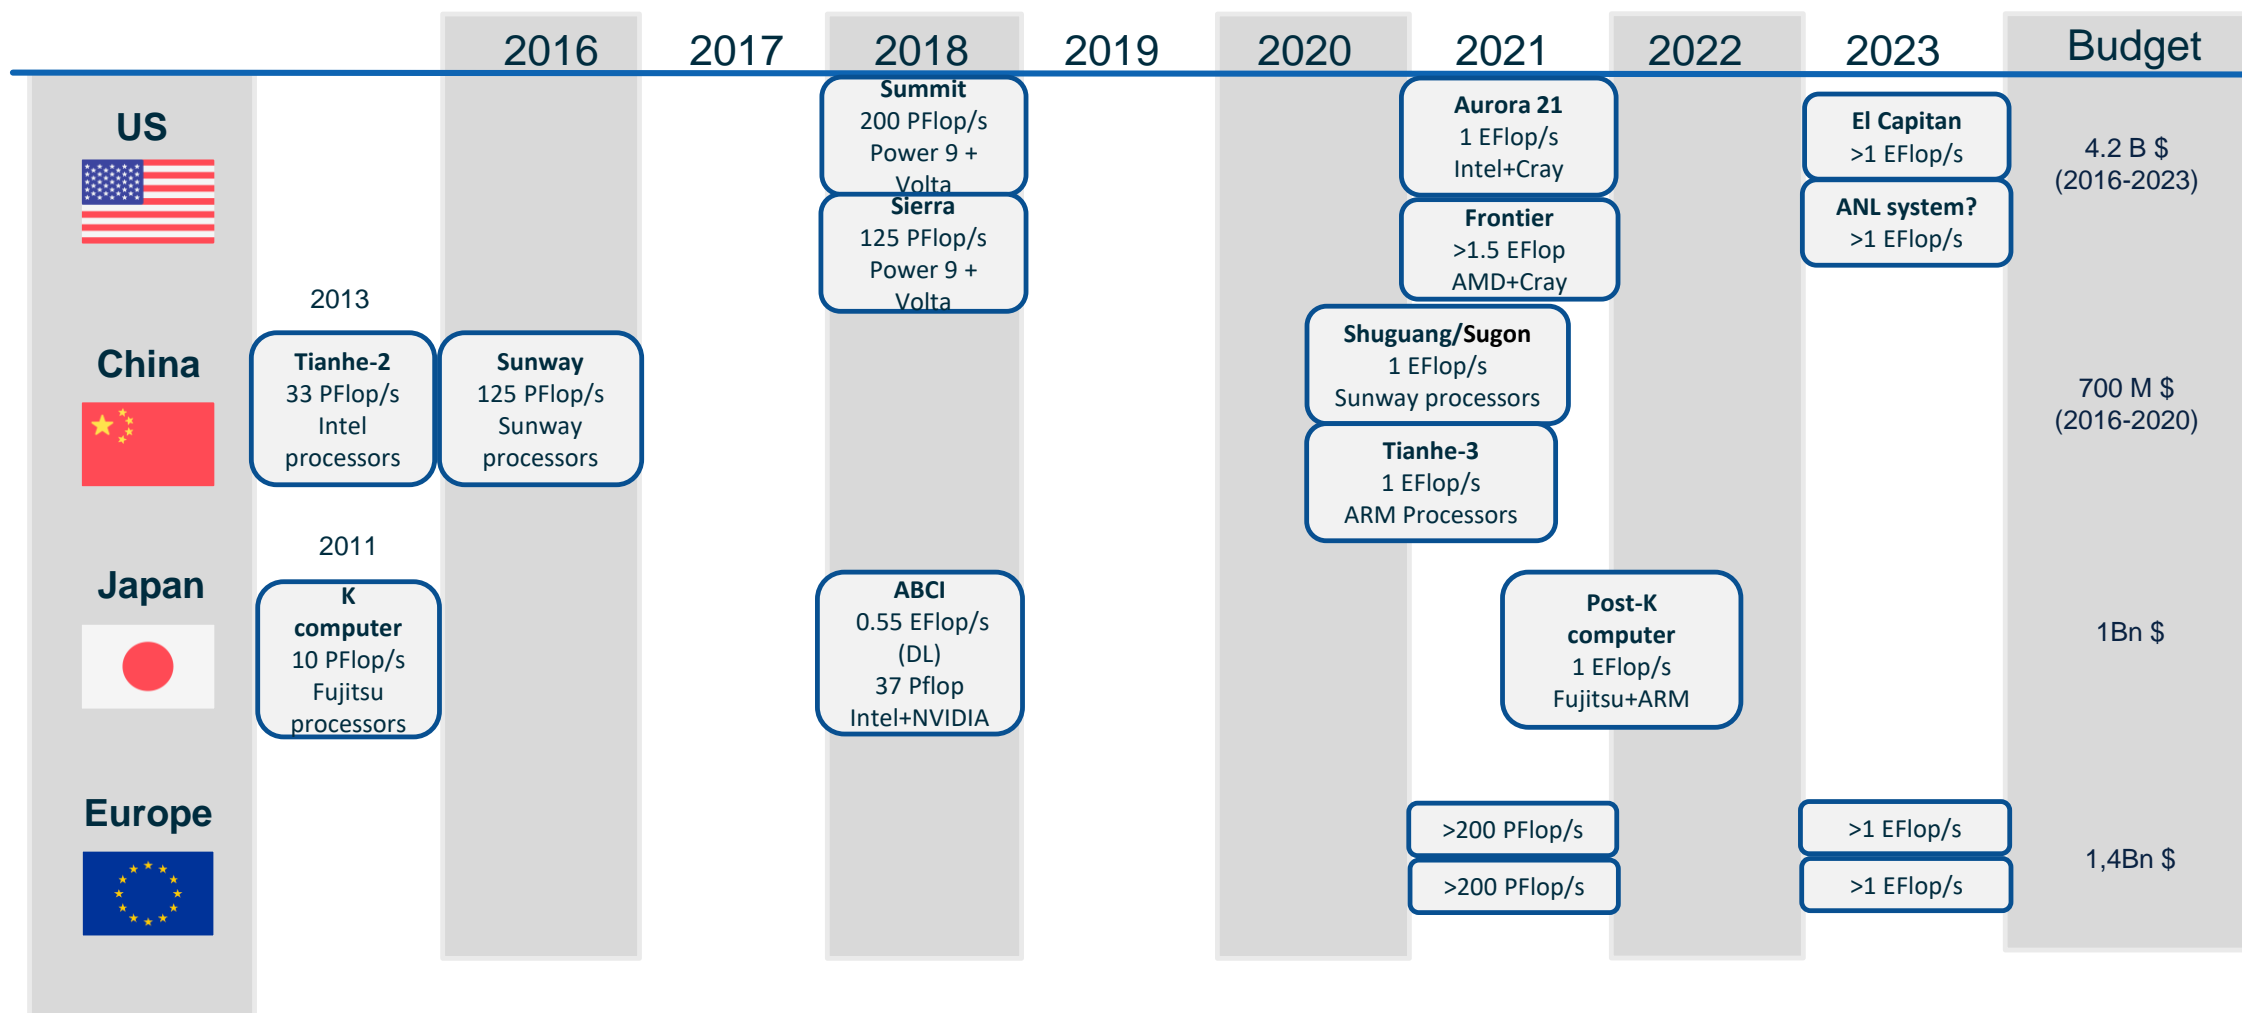 2016 2017 2018 2019 2020 2021 2022 2023 Budget
US
Summit
200 PFlop/s
Power 9 +
Volta
Sierra
125 PFlop/s
Power 9 +
Volta
Aurora 21
1 EFlop/s
Intel+Cray
Frontier
>1.5 EFlop
AMD+Cray
El Capitan
>1 EFlop/s
ANL system?
>1 EFlop/s
4.2 B $
(2016-2023)
China
2013
Tianhe-2
33 PFlop/s
Intel
processors
Sunway
125 PFlop/s
Sunway
processors
Shuguang/Sugon
1 EFlop/s
Sunway processors
Tianhe-3
1 EFlop/s
ARM Processors
700 M $
(2016-2020)
Japan
2011
K
computer
10 PFlop/s
Fujitsu
processors
ABCI
0.55 EFlop/s
(DL)
37 Pflop
Intel+NVIDIA
Post-K
computer
1 EFlop/s
Fujitsu+ARM
1Bn $
Europe
>200 PFlop/s
>200 PFlop/s
>1 EFlop/s
>1 EFlop/s
1,4Bn $